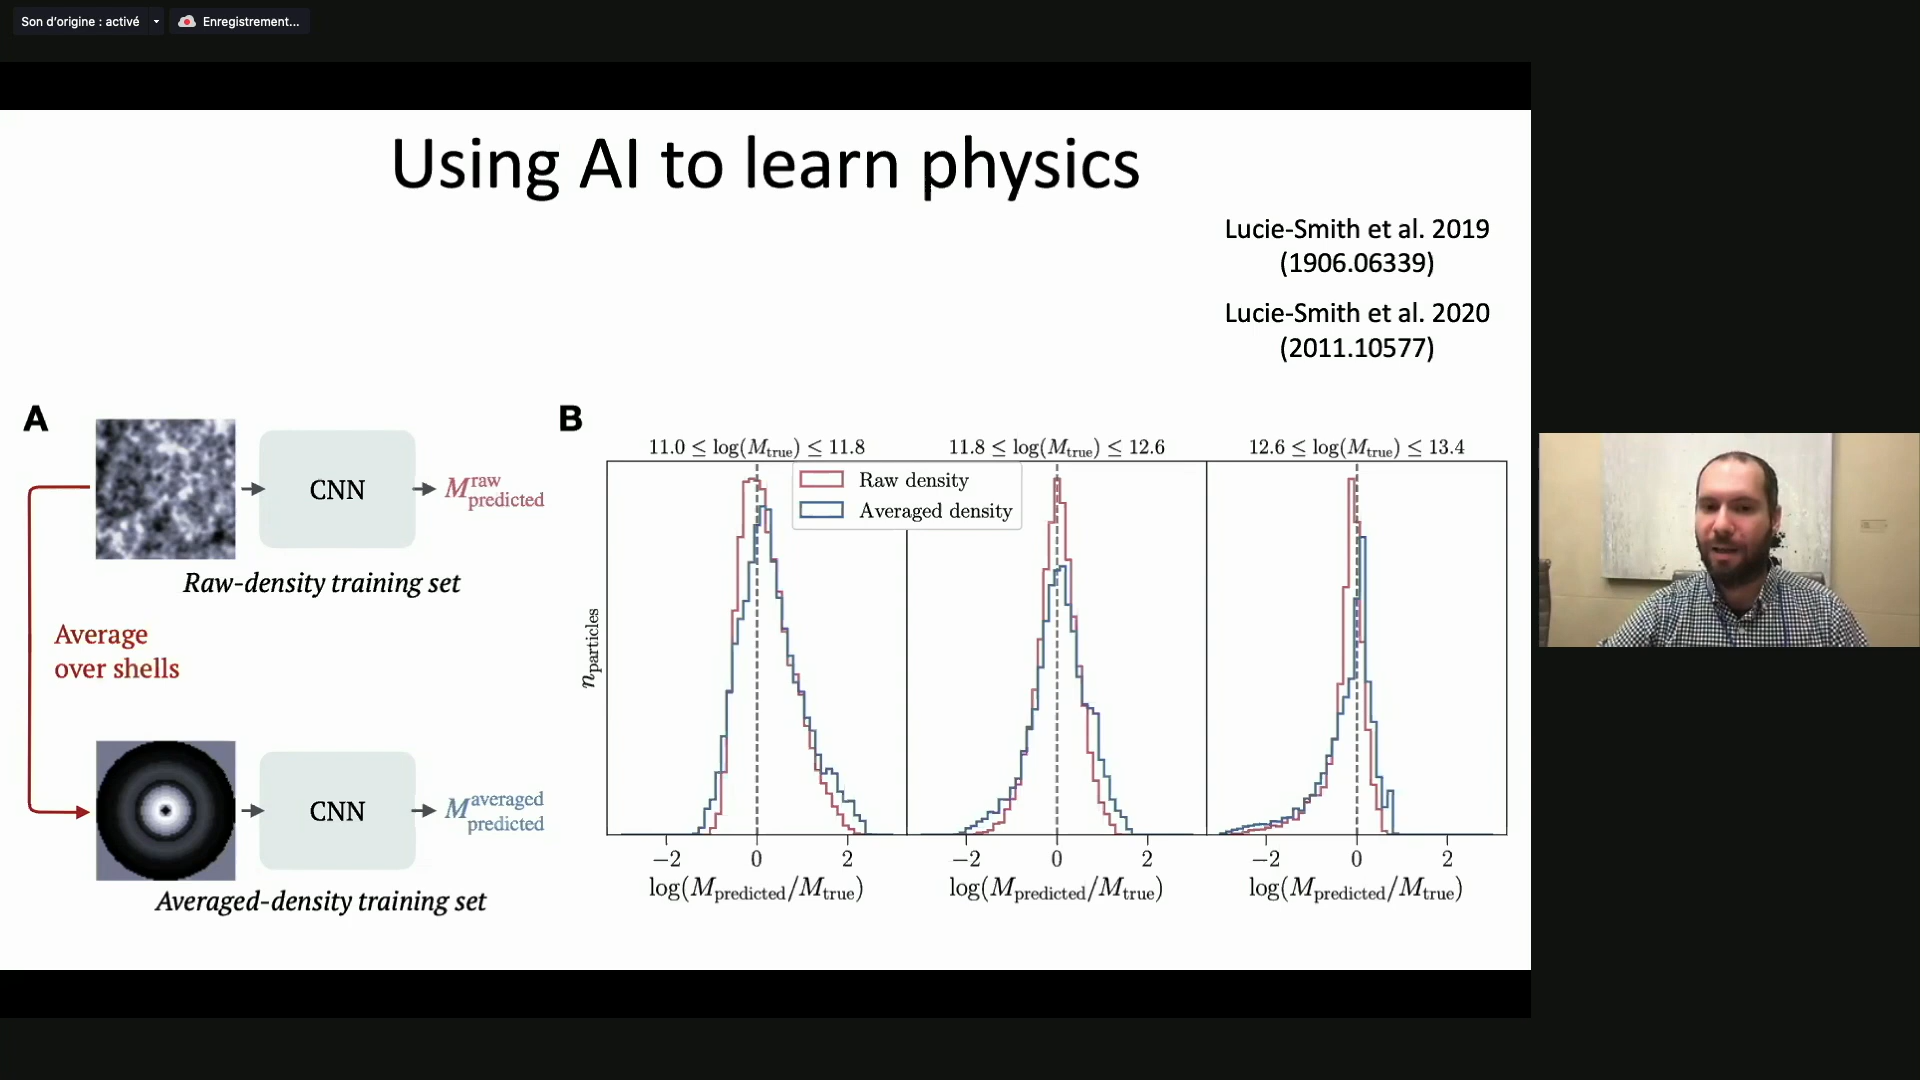 Son d'origine : activé
Enregistrement...
Using AI to learn physics
Lucie-Smith et al. 2019
(1906.06339)
Lucie-Smith et al. 2020
(2011.10577)
A
CNN
M^raw_predicted
Raw-density training set
Average
over shells
CNN
M^averaged_predicted
Averaged-density training set
B
11.0 ≤ log(M_true) ≤ 11.8
11.8 ≤ log(M_true) ≤ 12.6
12.6 ≤ log(M_true) ≤ 13.4
Raw density
Averaged density
n_particles
−2 0 2
−2 0 2
−2 0 2
log(M_predicted/M_true)
log(M_predicted/M_true)
log(M_predicted/M_true)